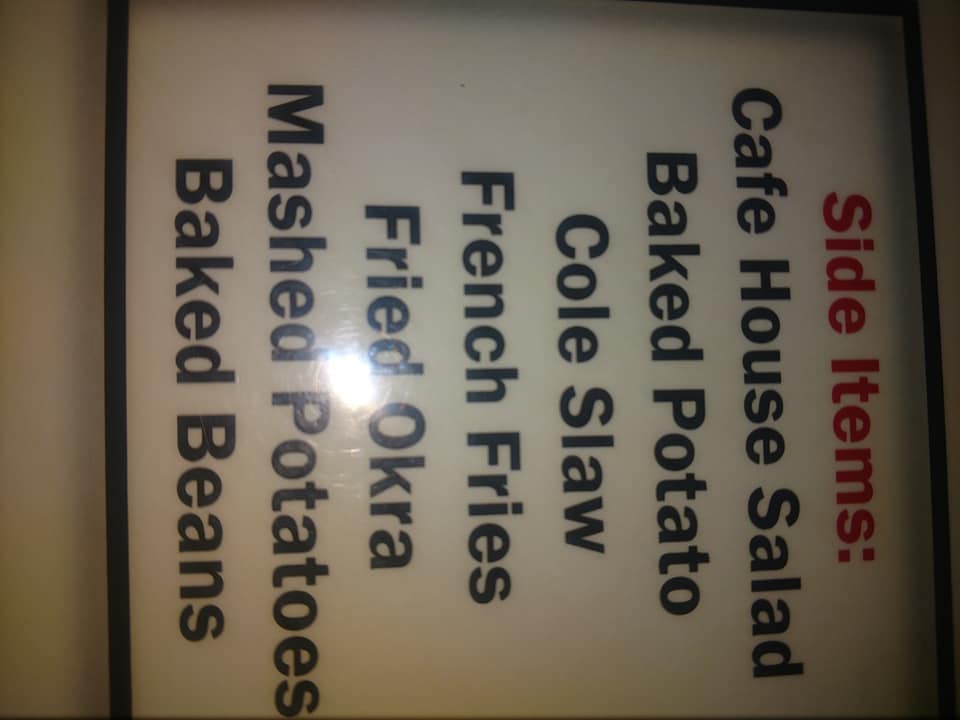 Side Items:
Cafe House Salad
Baked Potato
Cole Slaw
French Fries
Fried Okra
Mashed Potatoes
Baked Beans